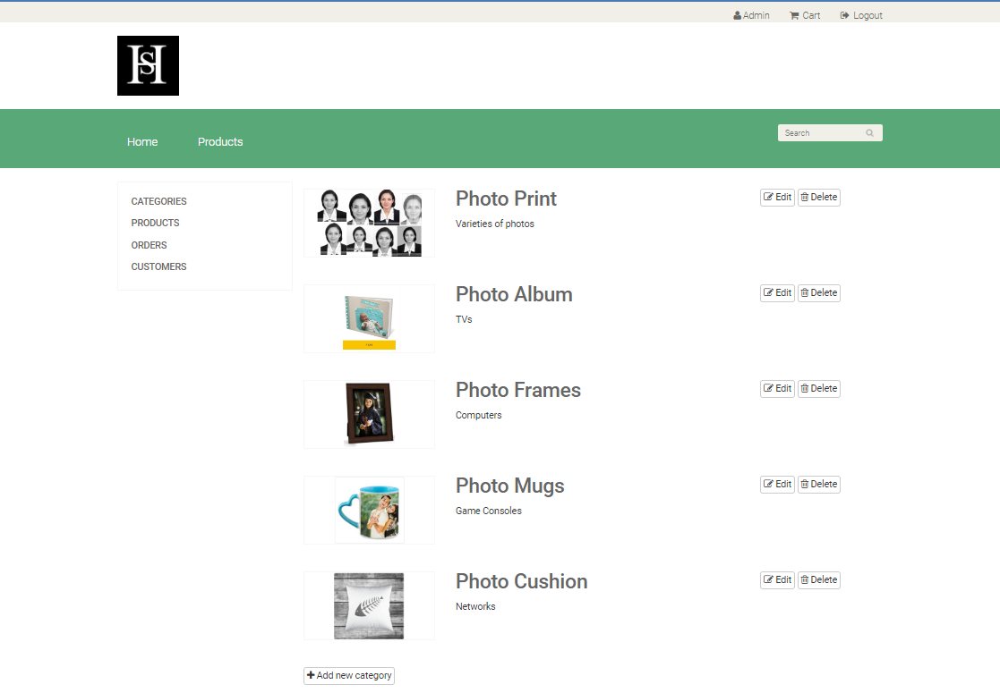 Admin Cart Logout
HS
Home Products Search
CATEGORIES
PRODUCTS
ORDERS
CUSTOMERS
Photo Print
Edit Delete
Varieties of photos
Photo Album
Edit Delete
TVs
Photo Frames
Edit Delete
Computers
Photo Mugs
Edit Delete
Game Consoles
Photo Cushion
Edit Delete
Networks
Add new category